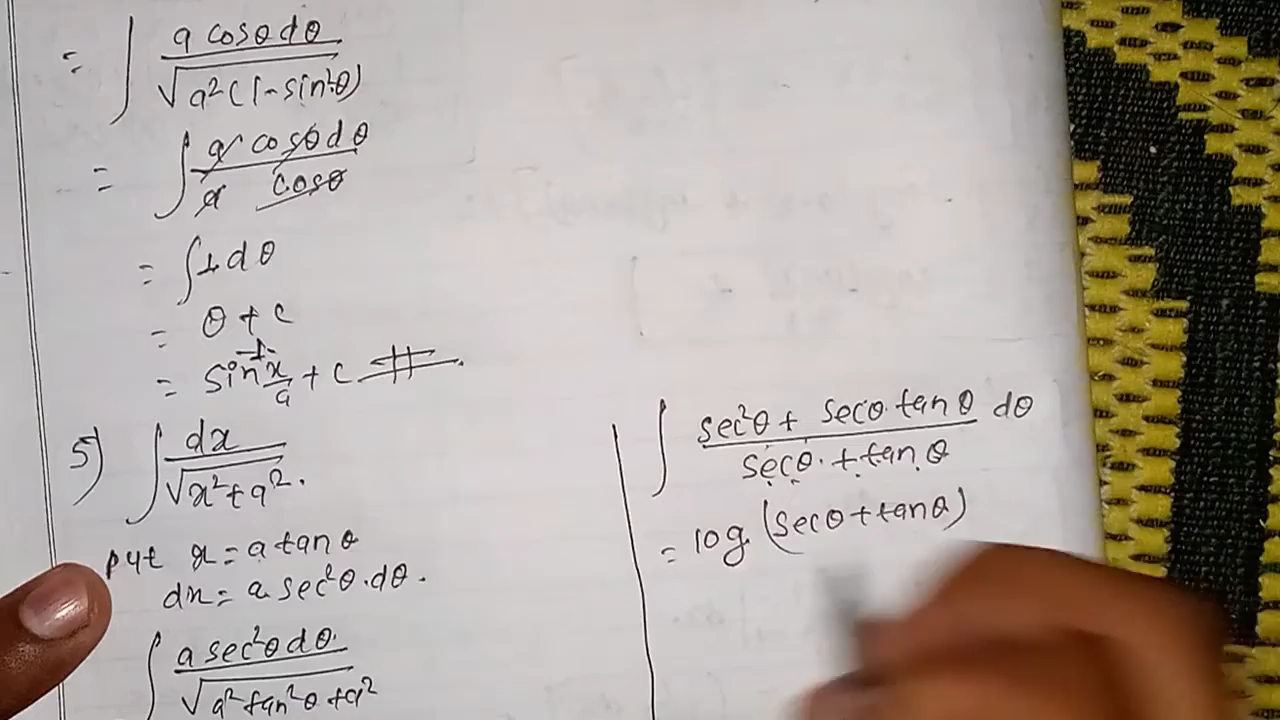 = ∫ a cosθ dθ / √a²(1-sin²θ)
= ∫ a cosθ dθ / a cosθ
= ∫1 dθ
= θ + c
= sin⁻¹ x/a + c #
5) ∫ dx / √x²+a².
put x = a tanθ
dx = a sec²θ.dθ.
∫ a sec²θ dθ. / √a² tan²θ + a²
∫ sec²θ + secθ.tanθ / secθ + tanθ dθ
= log (secθ + tanθ)